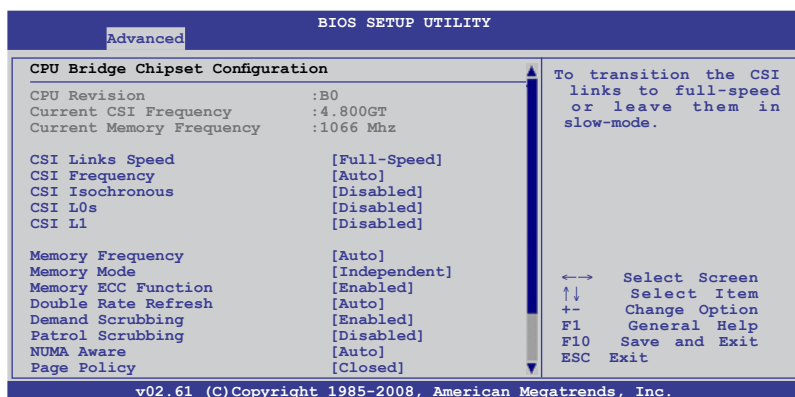 BIOS SETUP UTILITY
Advanced
CPU Bridge Chipset Configuration
CPU Revision :B0
Current CSI Frequency :4.800GT
Current Memory Frequency :1066 Mhz
CSI Links Speed [Full-Speed]
CSI Frequency [Auto]
CSI Isochronous [Disabled]
CSI L0s [Disabled]
CSI L1 [Disabled]
Memory Frequency [Auto]
Memory Mode [Independent]
Memory ECC Function [Enabled]
Double Rate Refresh [Auto]
Demand Scrubbing [Enabled]
Patrol Scrubbing [Disabled]
NUMA Aware [Auto]
Page Policy [Closed]
To transition the CSI
links to full-speed
or leave them in
slow-mode.
←→ Select Screen
↑↓ Select Item
+- Change Option
F1 General Help
F10 Save and Exit
ESC Exit
v02.61 (C)Copyright 1985-2008, American Megatrends, Inc.